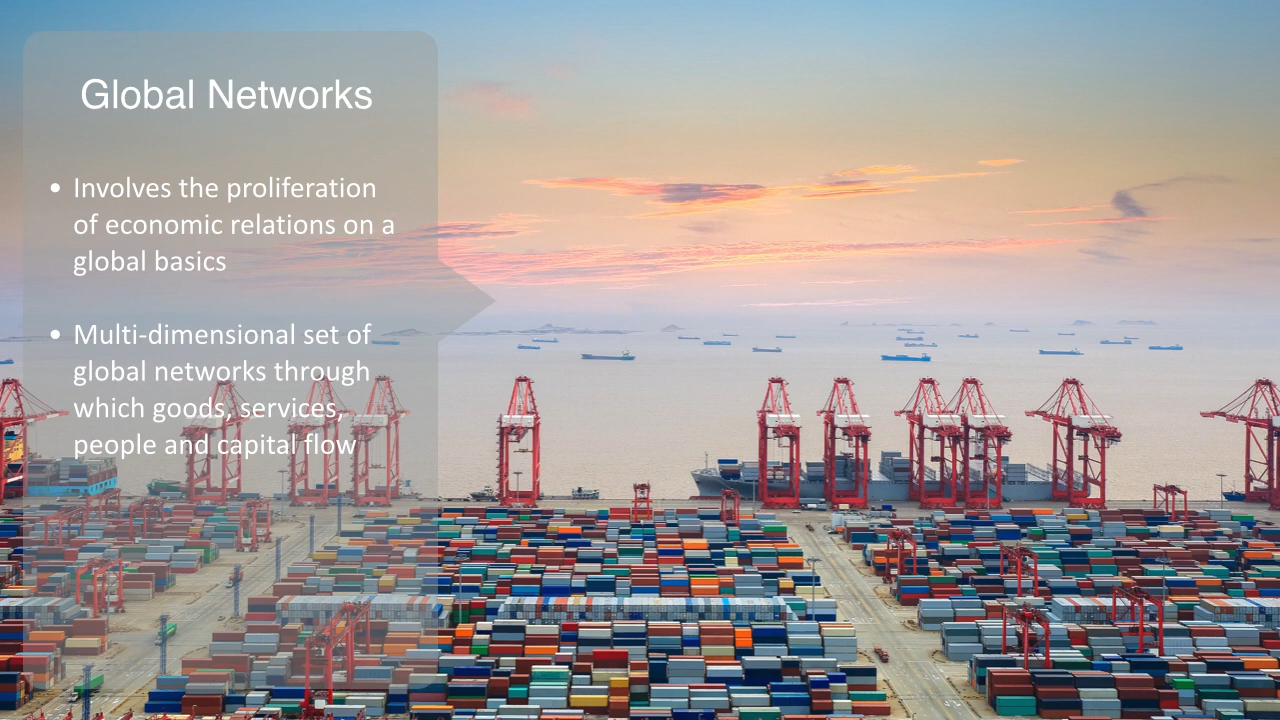 Global Networks
• Involves the proliferation
of economic relations on a
global basics
• Multi-dimensional set of
global networks through
which goods, services,
people and capital flow